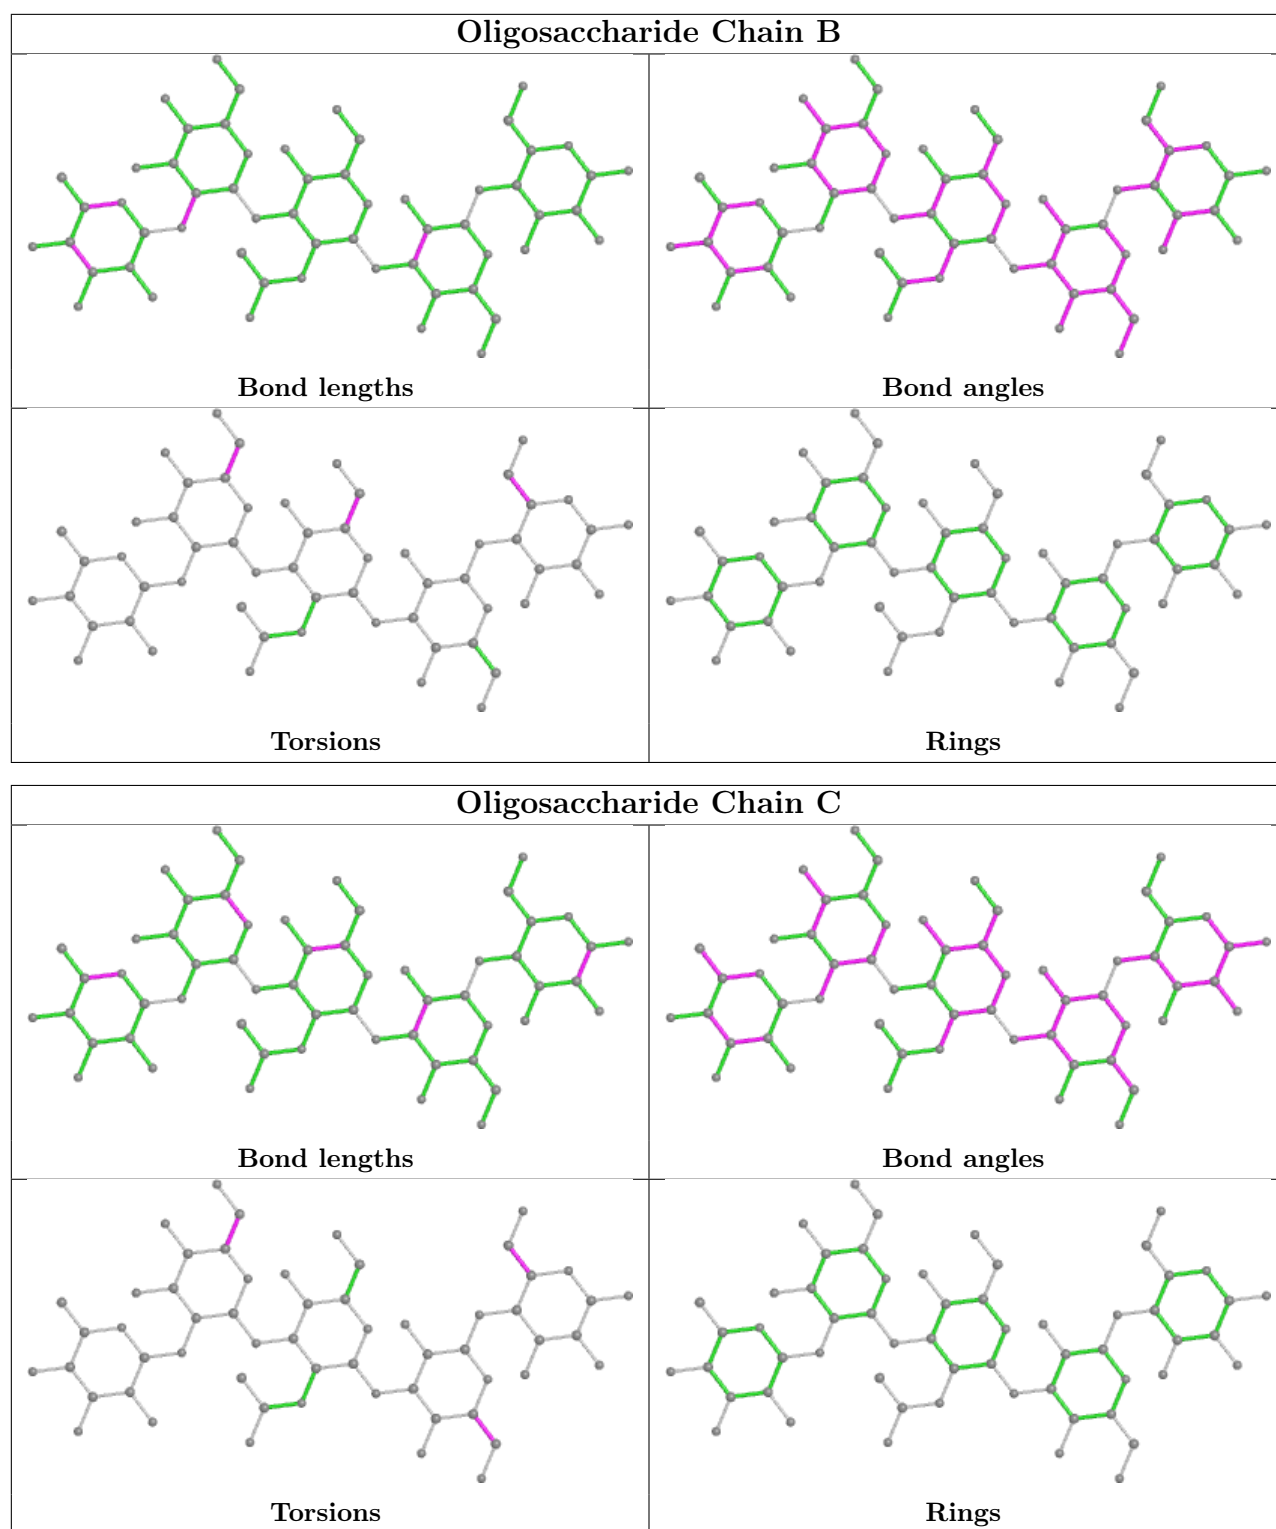 Oligosaccharide Chain B
Bond lengths
Bond angles
Torsions
Rings
Oligosaccharide Chain C
Bond lengths
Bond angles
Torsions
Rings